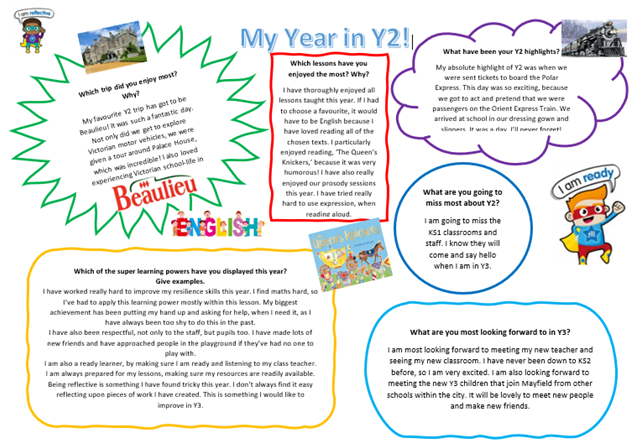 I am reflective
My Year in Y2!
Which trip did you enjoy most?
Why?
My favourite Y2 trip has got to be
Beaulieu! It was such a fantastic day.
Not only did we get to explore
Victorian motor vehicles, we were
given a tour around Palace House,
which was incredible! I also loved
experiencing Victorian school-life in
Beaulieu
ENGLISH
Which lessons have you
enjoyed the most? Why?
I have thoroughly enjoyed all
lessons taught this year. If I had
to choose a favourite, it would
have to be English because I
have loved reading all of the
chosen texts. I particularly
enjoyed reading, 'The Queen's
Knickers,' because it was very
humorous! I have also really
enjoyed our prosody sessions
this year. I have tried really
hard to use expression, when
reading aloud.
What have been your Y2 highlights?
My absolute highlight of Y2 was when we
were sent tickets to board the Polar
Express. This day was so exciting, because
we got to act and pretend that we were
passengers on the Orient Express Train. We
arrived at school in our dressing gown and
slippers. It was a day, I'll never forget!
What are you going to
miss most about Y2?
I am going to miss the
KS1 classrooms and
staff. I know they will
come and say hello
when I am in Y3.
I am ready
Which of the super learning powers have you displayed this year?
Give examples.
I have worked really hard to improve my resilience skills this year. I find maths hard, so
I've had to apply this learning power mostly within this lesson. My biggest
achievement has been putting my hand up and asking for help, when I need it, as I
have always been too shy to do this in the past.
I have also been respectful, not only to the staff, but pupils too. I have made lots of
new friends and have approached people in the playground if they've had no one to
play with.
I am also a ready learner, by making sure I am ready and listening to my class teacher.
I am always prepared for my lessons, making sure my resources are readily available.
Being reflective is something I have found tricky this year. I don't always find it easy
reflecting upon pieces of work I have created. This is something I would like to
improve in Y3.
What are you most looking forward to in Y3?
I am most looking forward to meeting my new teacher and
seeing my new classroom. I have never been down to KS2
before, so I am very excited. I am also looking forward to
meeting the new Y3 children that join Mayfield from other
schools within the city. It will be lovely to meet new people
and make new friends.